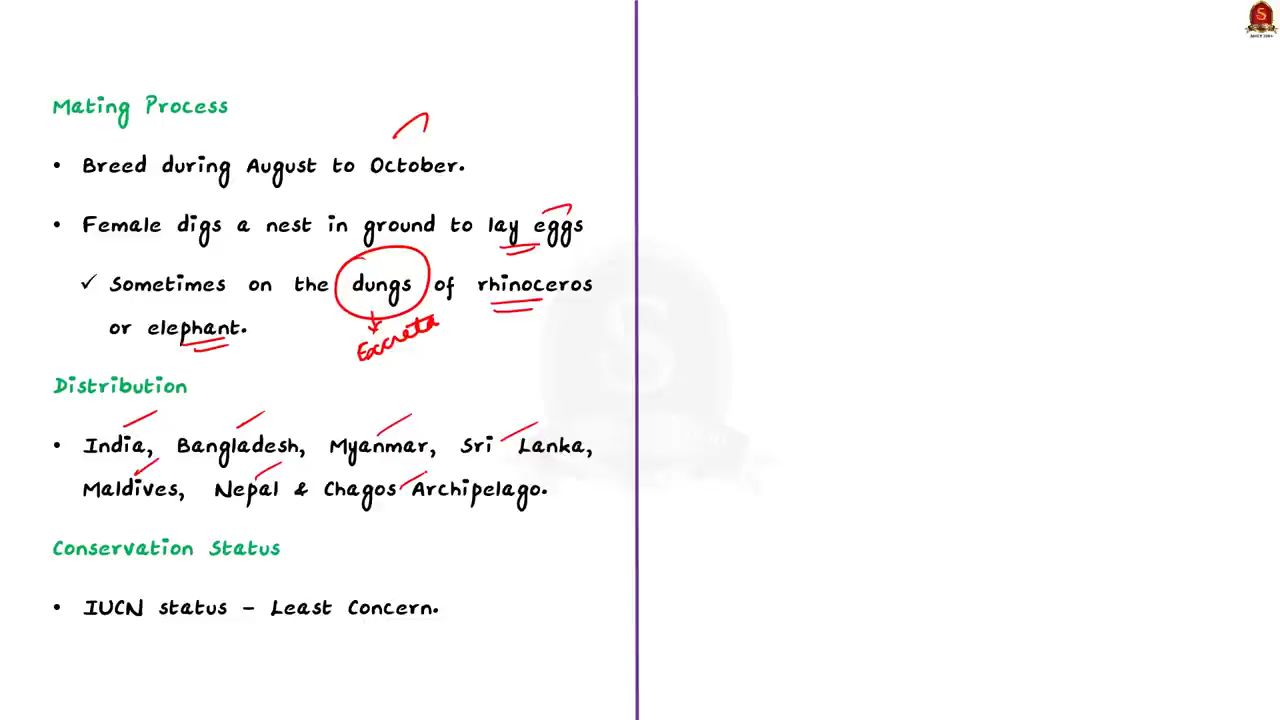 Mating Process
• Breed during August to October.
• Female digs a nest in ground to lay eggs
✓ Sometimes on the dungs of rhinoceros
or elephant.
Excreta
Distribution
• India, Bangladesh, Myanmar, Sri Lanka,
Maldives, Nepal & Chagos Archipelago.
Conservation Status
• IUCN status – Least Concern.
S